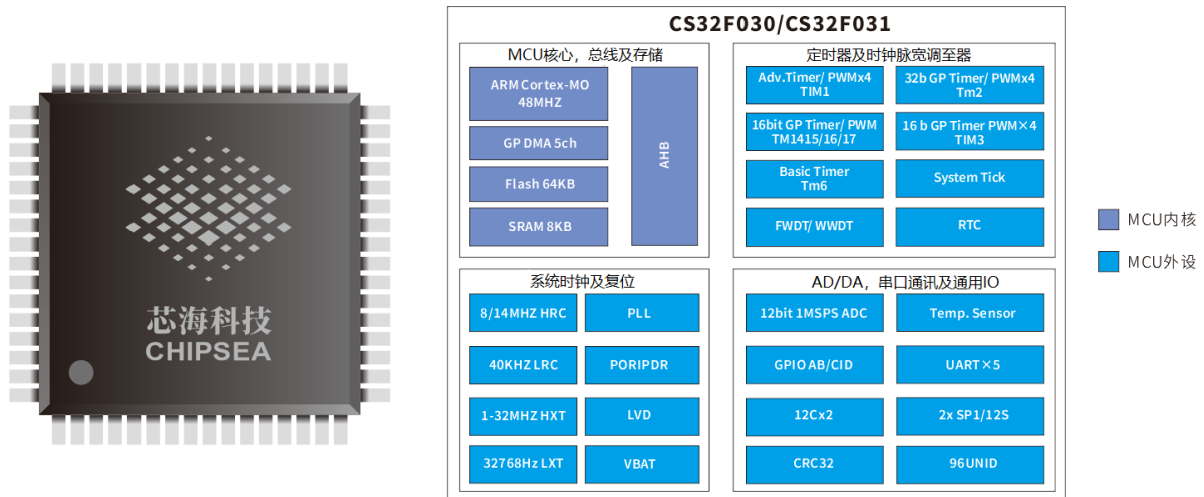 芯海科技
CHIPSEA
CS32F030/CS32F031
MCU核心，总线及存储
ARM Cortex-MO
48MHZ
GP DMA 5ch
Flash 64KB
SRAM 8KB
AHB
定时器及时钟脉宽调至器
Adv.Timer/ PWMx4
TIM1
32b GP Timer/ PWMx4
Tm2
16bit GP Timer/ PWM
TM1415/16/17
16 b GP Timer PWM×4
TIM3
Basic Timer
Tm6
System Tick
FWDT/ WWDT
RTC
系统时钟及复位
8/14MHZ HRC
PLL
40KHZ LRC
PORIPDR
1-32MHZ HXT
LVD
32768Hz LXT
VBAT
AD/DA，串口通讯及通用IO
12bit 1MSPS ADC
Temp. Sensor
GPIO AB/CID
UART×5
12Cx2
2x SP1/12S
CRC32
96UNID
MCU内核
MCU外设